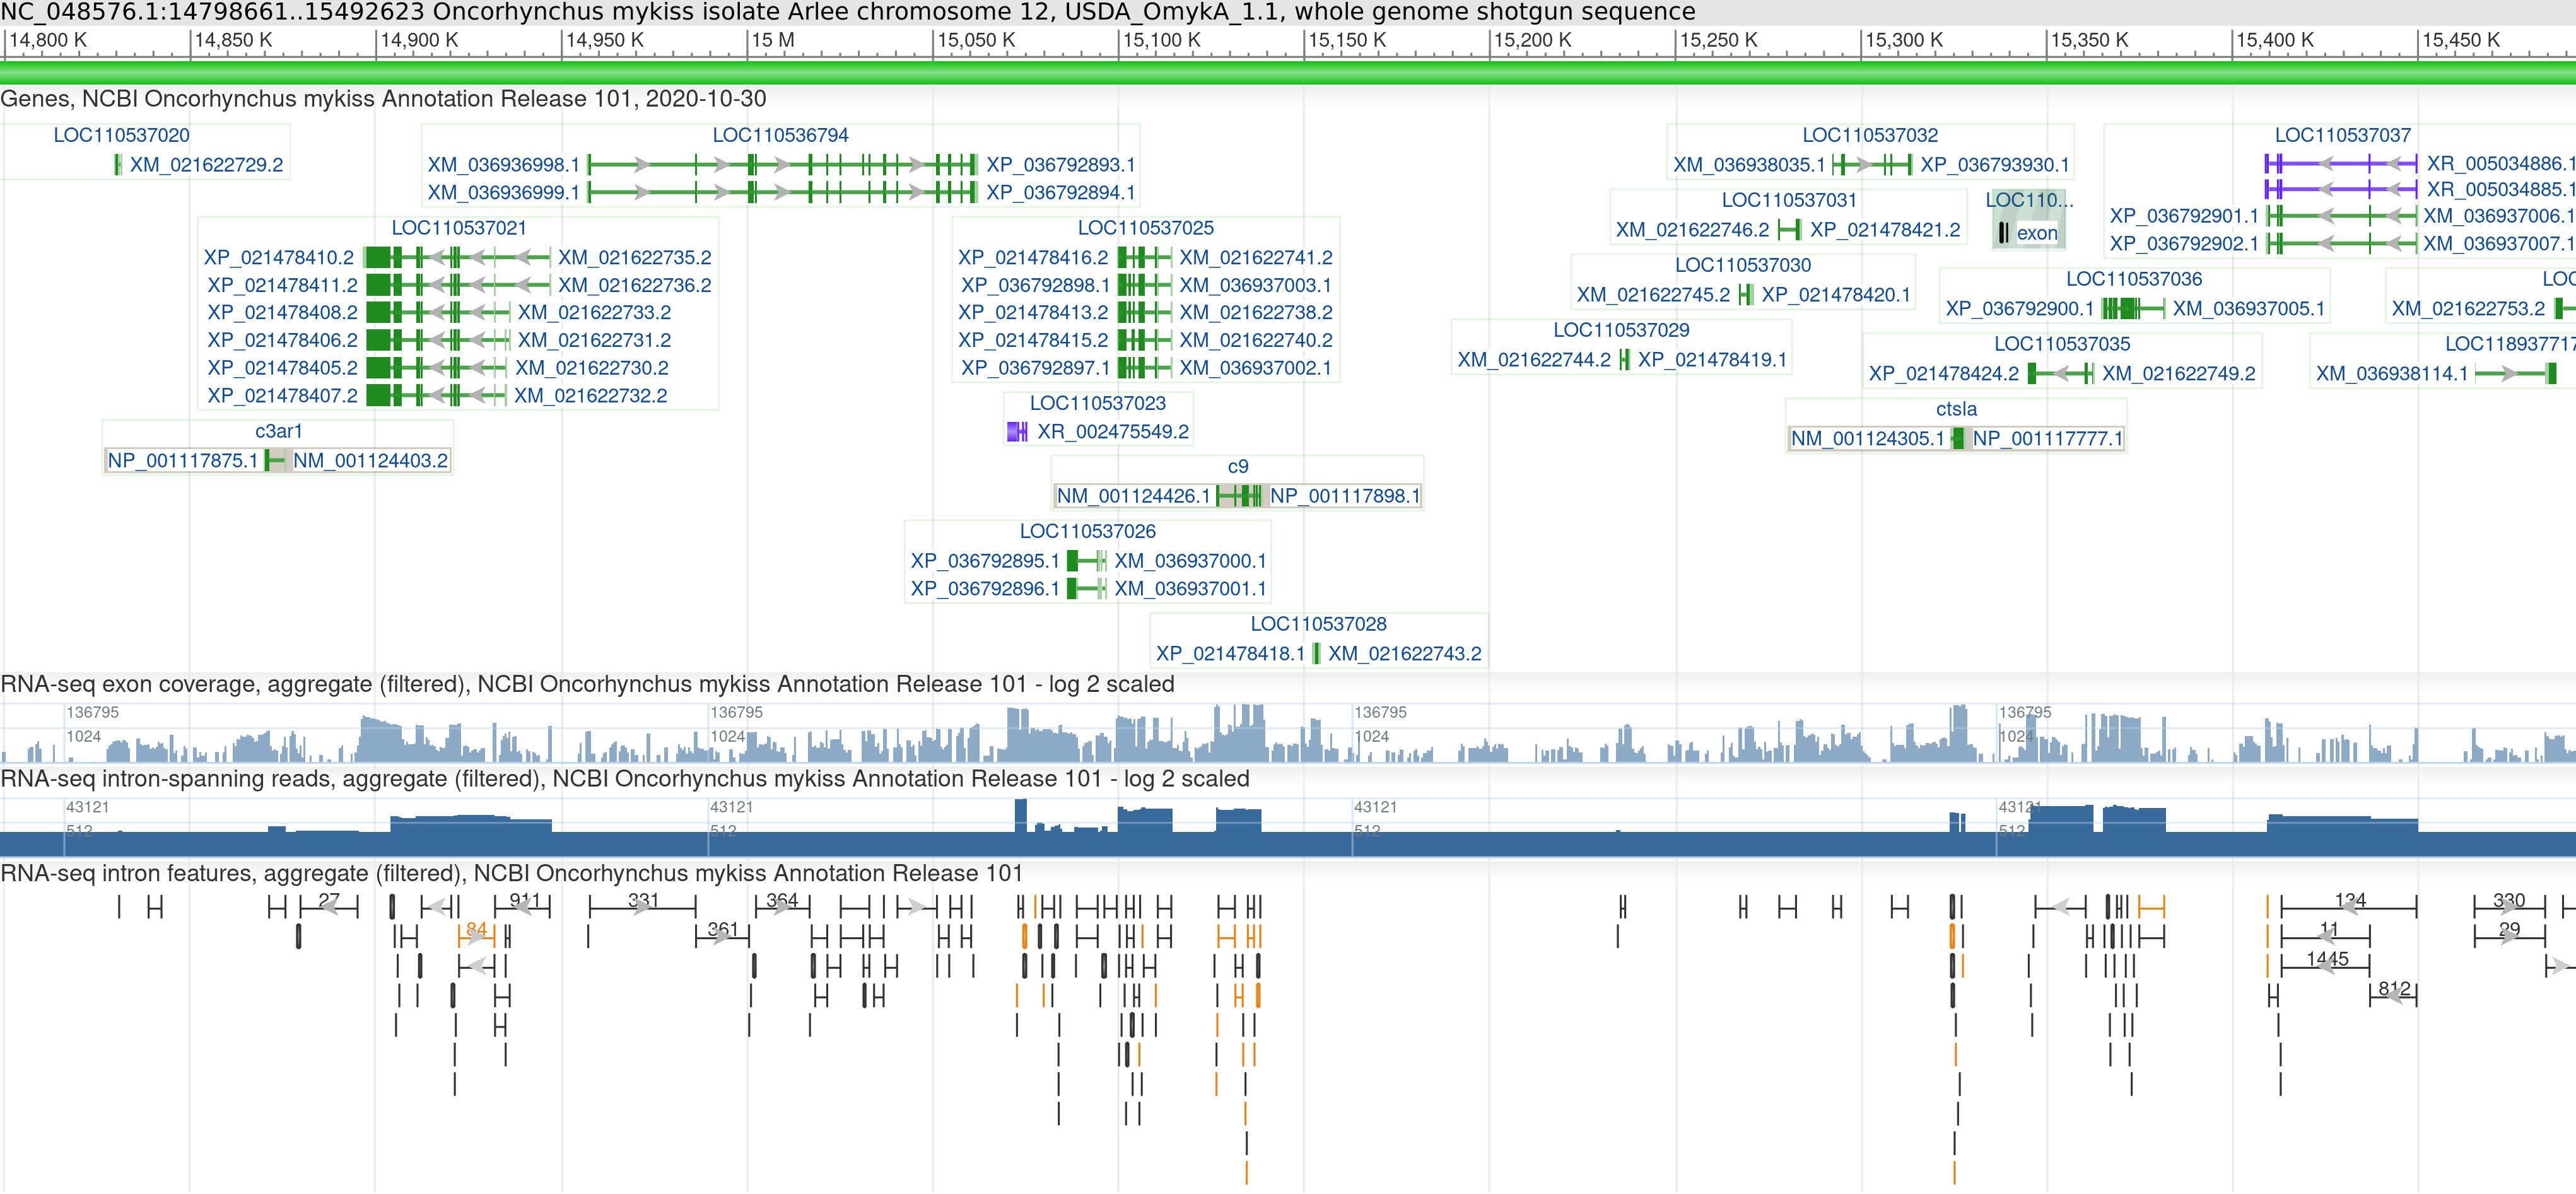 NC_048576.1:14798661..15492623 Oncorhynchus mykiss isolate Arlee chromosome 12, USDA_OmykA_1.1, whole genome shotgun sequence
14,800 K 14,850 K 14,900 K 14,950 K 15 M 15,050 K 15,100 K 15,150 K 15,200 K 15,250 K 15,300 K 15,350 K 15,400 K 15,450 K
Genes, NCBI Oncorhynchus mykiss Annotation Release 101, 2020-10-30
LOC110537020 LOC110536794 LOC110537032 LOC110537037
XM_021622729.2 XM_036936998.1 XP_036792893.1 XM_036938035.1 XP_036793930.1 XR_005034886.1
XM_036936999.1 XP_036792894.1 XR_005034885.1
LOC110537031 LOC110...
XP_036792901.1 XM_036937006.1
LOC110537021 LOC110537025 XM_021622746.2 XP_021478421.2 exon
XP_036792902.1 XM_036937007.1
XP_021478410.2 XM_021622735.2 XP_021478416.2 XM_021622741.2 LOC110537030
LOC110537036 LOC
XP_021478411.2 XM_021622736.2 XP_036792898.1 XM_036937003.1 XM_021622745.2 XP_021478420.1
XP_021478408.2 XM_021622733.2 XP_021478413.2 XM_021622738.2 XP_036792900.1 XM_036937005.1 XM_021622753.2
LOC110537029
XP_021478406.2 XM_021622731.2 XP_021478415.2 XM_021622740.2 LOC110537035 LOC118937717
XM_021622744.2 XP_021478419.1
XP_021478405.2 XM_021622730.2 XP_036792897.1 XM_036937002.1 XP_021478424.2 XM_021622749.2 XM_036938114.1
XP_021478407.2 XM_021622732.2
LOC110537023 ctsla
c3ar1 XR_002475549.2 NM_001124305.1 NP_001117777.1
NP_001117875.1 NM_001124403.2
c9
NM_001124426.1 NP_001117898.1
LOC110537026
XP_036792895.1 XM_036937000.1
XP_036792896.1 XM_036937001.1
LOC110537028
XP_021478418.1 XM_021622743.2
RNA-seq exon coverage, aggregate (filtered), NCBI Oncorhynchus mykiss Annotation Release 101 - log 2 scaled
136795 136795 136795 136795
1024 1024 1024 1024
RNA-seq intron-spanning reads, aggregate (filtered), NCBI Oncorhynchus mykiss Annotation Release 101 - log 2 scaled
43121 43121 43121 43121
512 512 512 512
RNA-seq intron features, aggregate (filtered), NCBI Oncorhynchus mykiss Annotation Release 101
27 911 331 364 134 330
84 361 11 29
1445
812